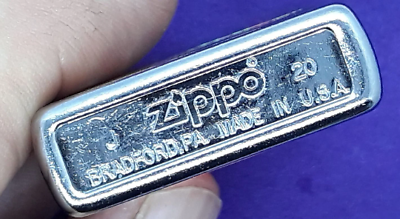 J zippo 20
BRADFORD, PA. MADE IN U.S.A